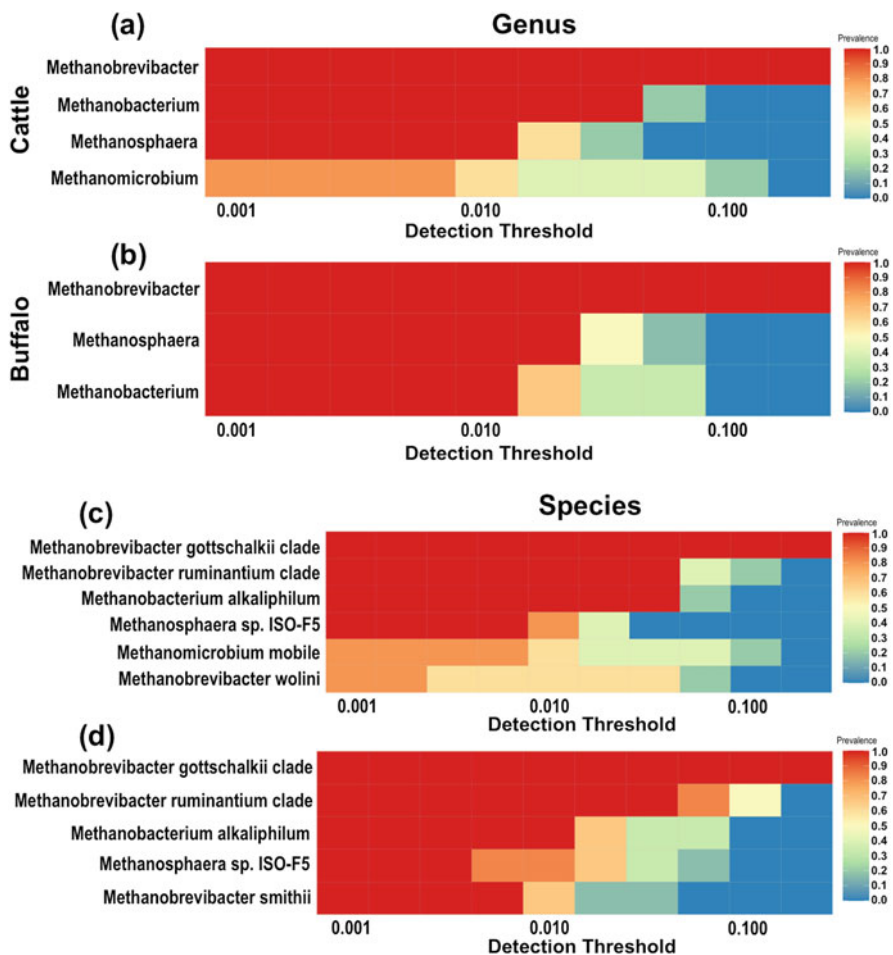 (a) Genus
Cattle
Methanobrevibacter
Methanobacterium
Methanosphaera
Methanomicrobium
0.001 0.010 0.100
Detection Threshold
Prevalence
1.0
0.9
0.8
0.7
0.6
0.5
0.4
0.3
0.2
0.1
0.0
(b)
Buffalo
Methanobrevibacter
Methanosphaera
Methanobacterium
0.001 0.010 0.100
Detection Threshold
Prevalence
1.0
0.9
0.8
0.7
0.6
0.5
0.4
0.3
0.2
0.1
0.0
(c) Species
Methanobrevibacter gottschalkii clade
Methanobrevibacter ruminantium clade
Methanobacterium alkaliphilum
Methanosphaera sp. ISO-F5
Methanomicrobium mobile
Methanobrevibacter wolini
0.001 0.010 0.100
Detection Threshold
Prevalence
1.0
0.9
0.8
0.7
0.6
0.5
0.4
0.3
0.2
0.1
0.0
(d)
Methanobrevibacter gottschalkii clade
Methanobrevibacter ruminantium clade
Methanobacterium alkaliphilum
Methanosphaera sp. ISO-F5
Methanobrevibacter smithii
0.001 0.010 0.100
Detection Threshold
Prevalence
1.0
0.9
0.8
0.7
0.6
0.5
0.4
0.3
0.2
0.1
0.0